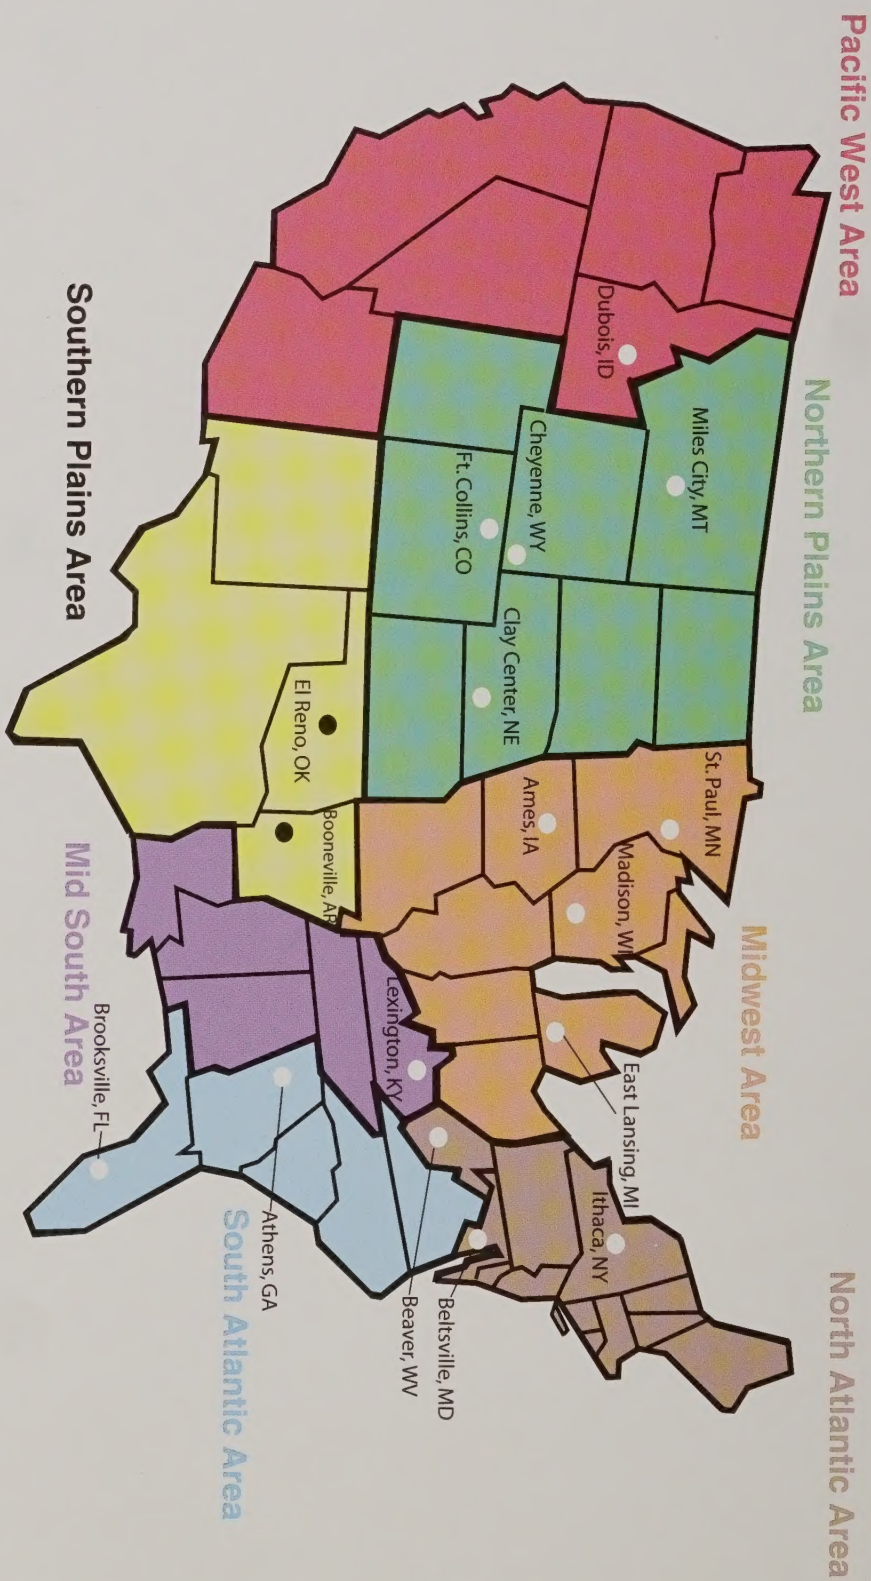 Pacific West Area
Northern Plains Area
Midwest Area
North Atlantic Area
Dubois, ID
Miles City, MT
Cheyenne, WY
Ft. Collins, CO
Clay Center, NE
St. Paul, MN
Ames, IA
Madison, WI
East Lansing, MI
Ithaca, NY
El Reno, OK
Booneville, AR
Lexington, KY
Beltsville, MD
Beaver, WV
Athens, GA
Brooksville, FL
Southern Plains Area
Mid South Area
South Atlantic Area